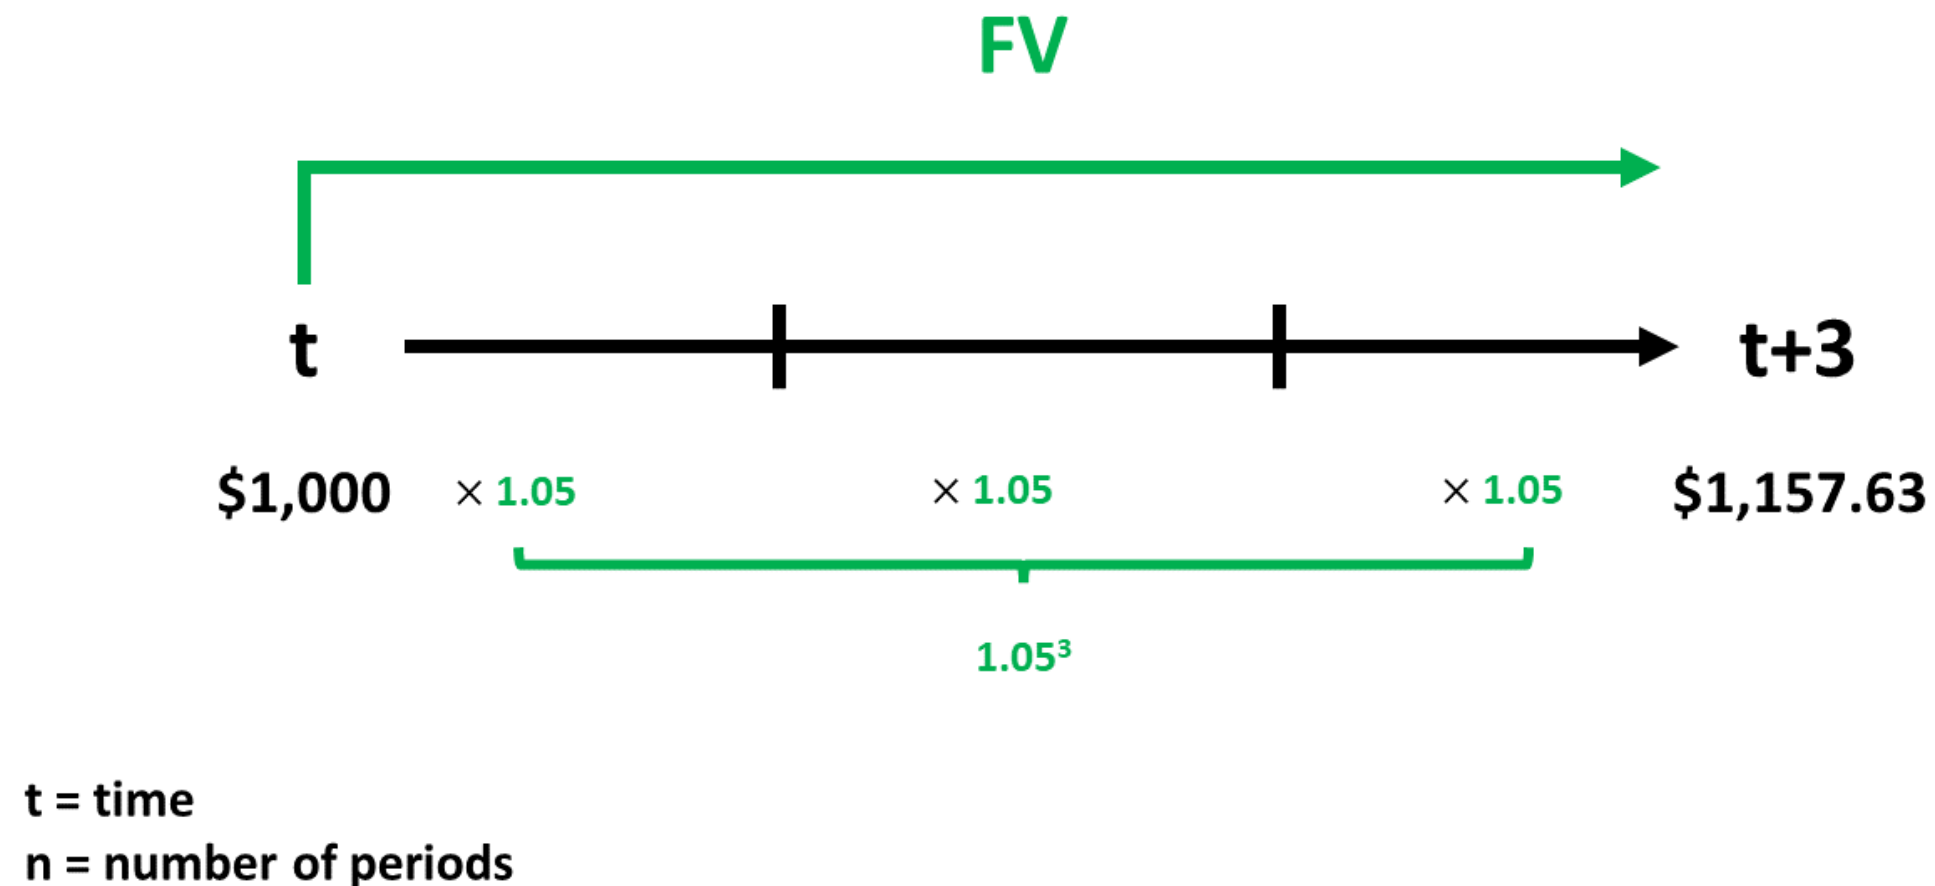 FV
t t+3
$1,000 × 1.05 × 1.05 × 1.05 $1,157.63
1.05³
t = time
n = number of periods